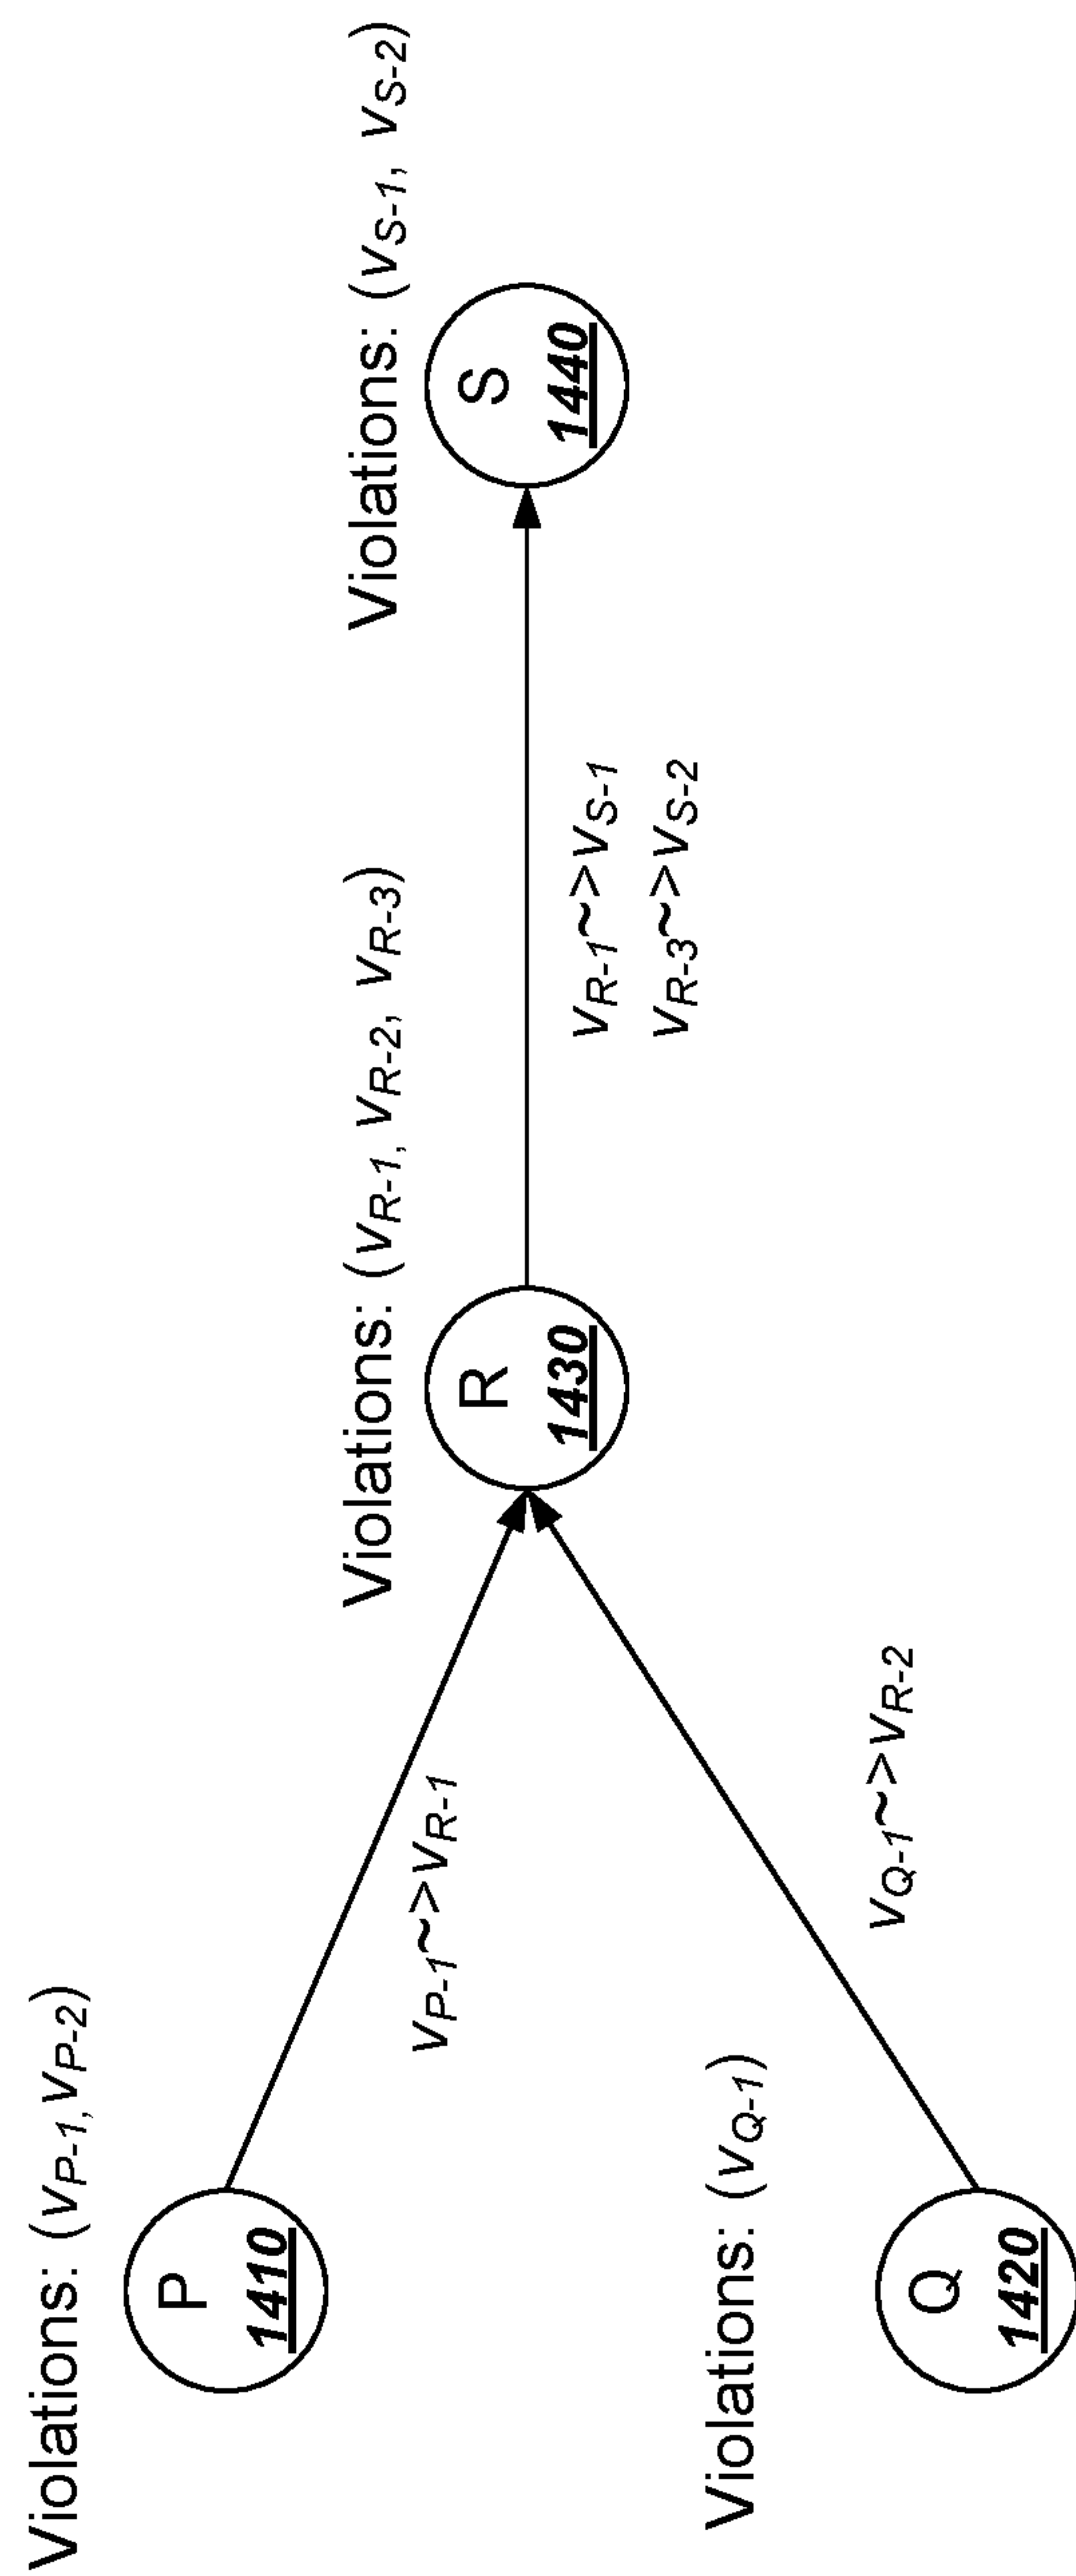 Violations: (vP-1, vP-2)
P
1410
vP-1~>vR-1
Violations: (vQ-1)
Q
1420
vQ-1~>vR-2
Violations: (vR-1, vR-2, vR-3)
R
1430
vR-1~>vS-1
vR-3~>vS-2
Violations: (vS-1, vS-2)
S
1440